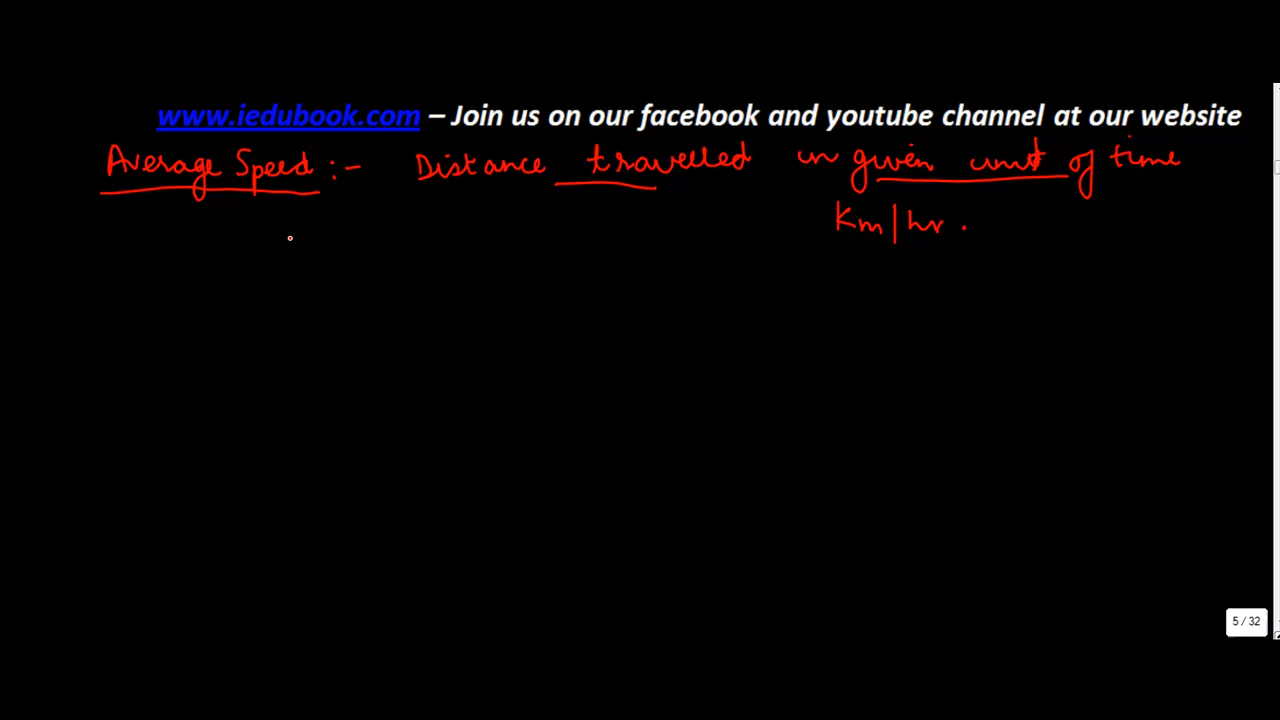 www.iedubook.com – Join us on our facebook and youtube channel at our website
Average Speed :- Distance travelled in given unit of time
Km/hr.
5 / 32